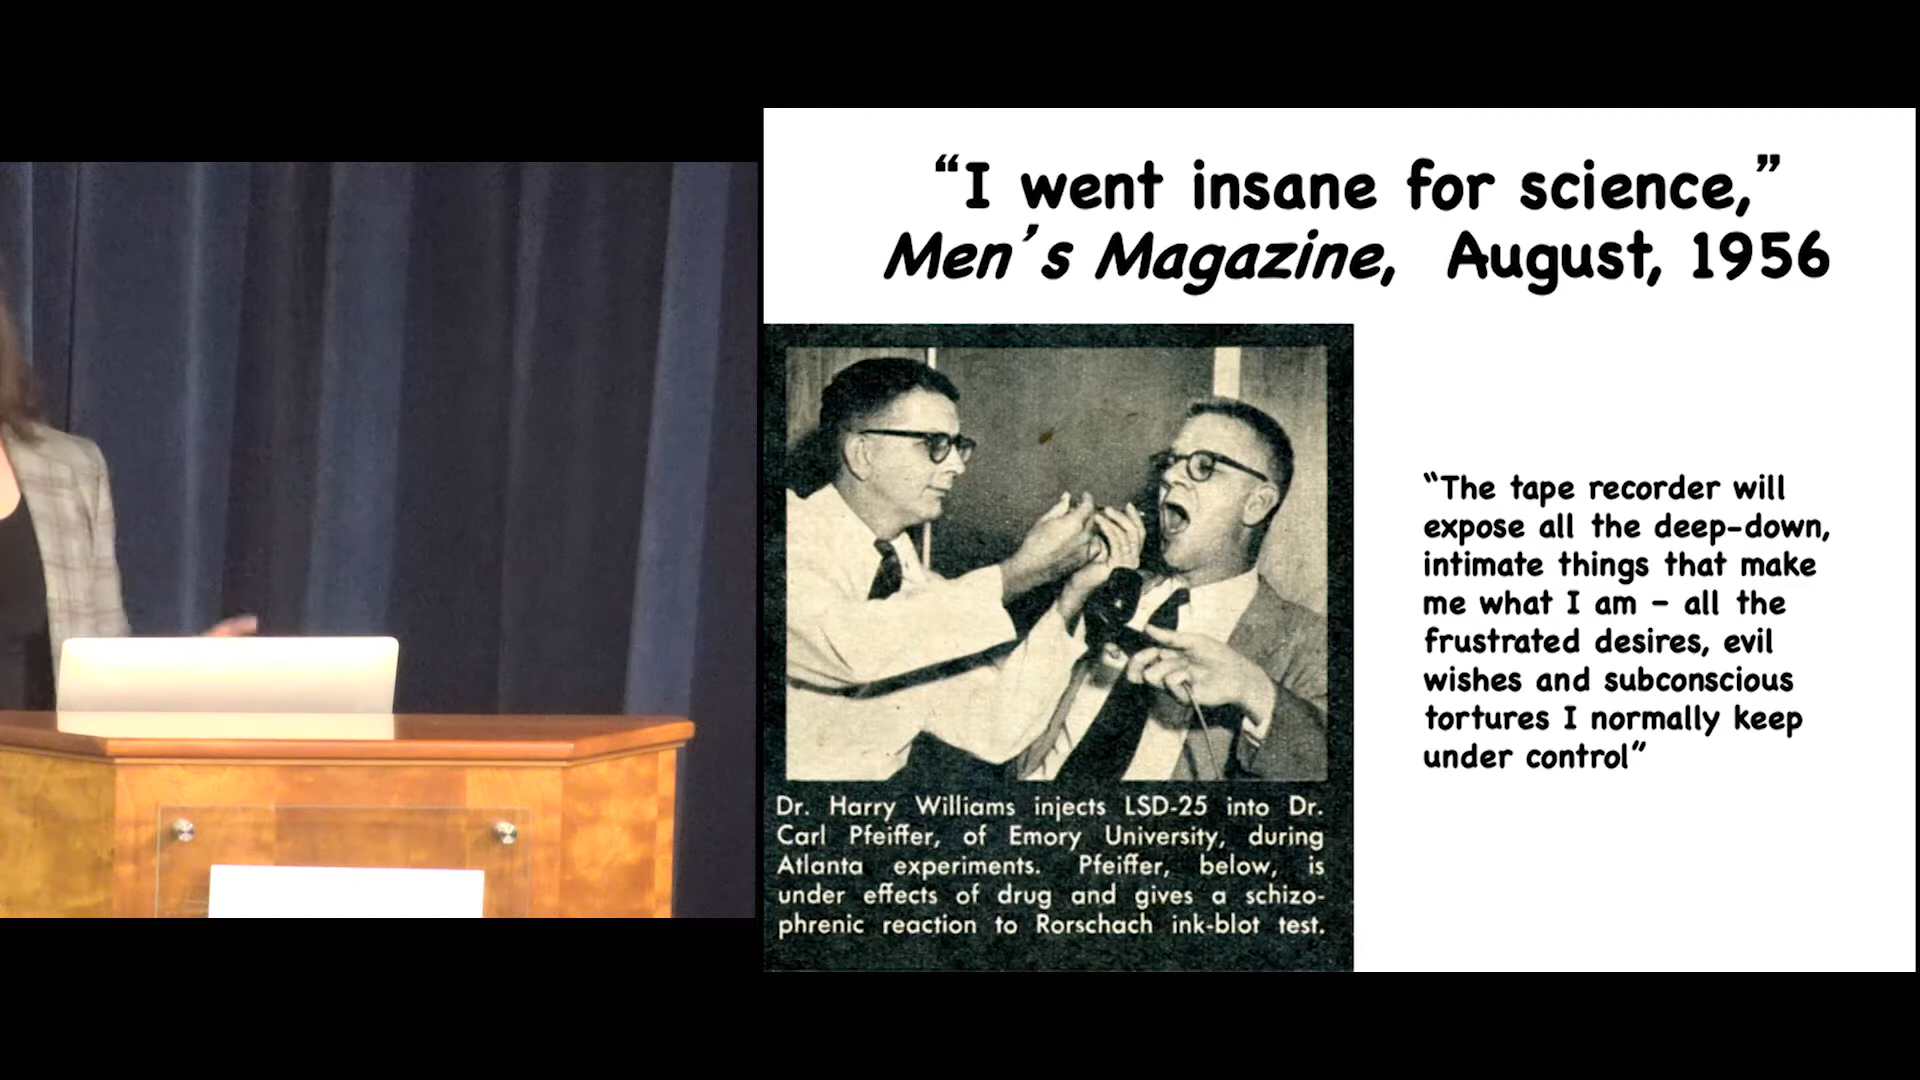 “I went insane for science,”
Men’s Magazine, August, 1956
“The tape recorder will
expose all the deep-down,
intimate things that make
me what I am – all the
frustrated desires, evil
wishes and subconscious
tortures I normally keep
under control”
Dr. Harry Williams injects LSD-25 into Dr.
Carl Pfeiffer, of Emory University, during
Atlanta experiments. Pfeiffer, below, is
under effects of drug and gives a schizo-
phrenic reaction to Rorschach ink-blot test.